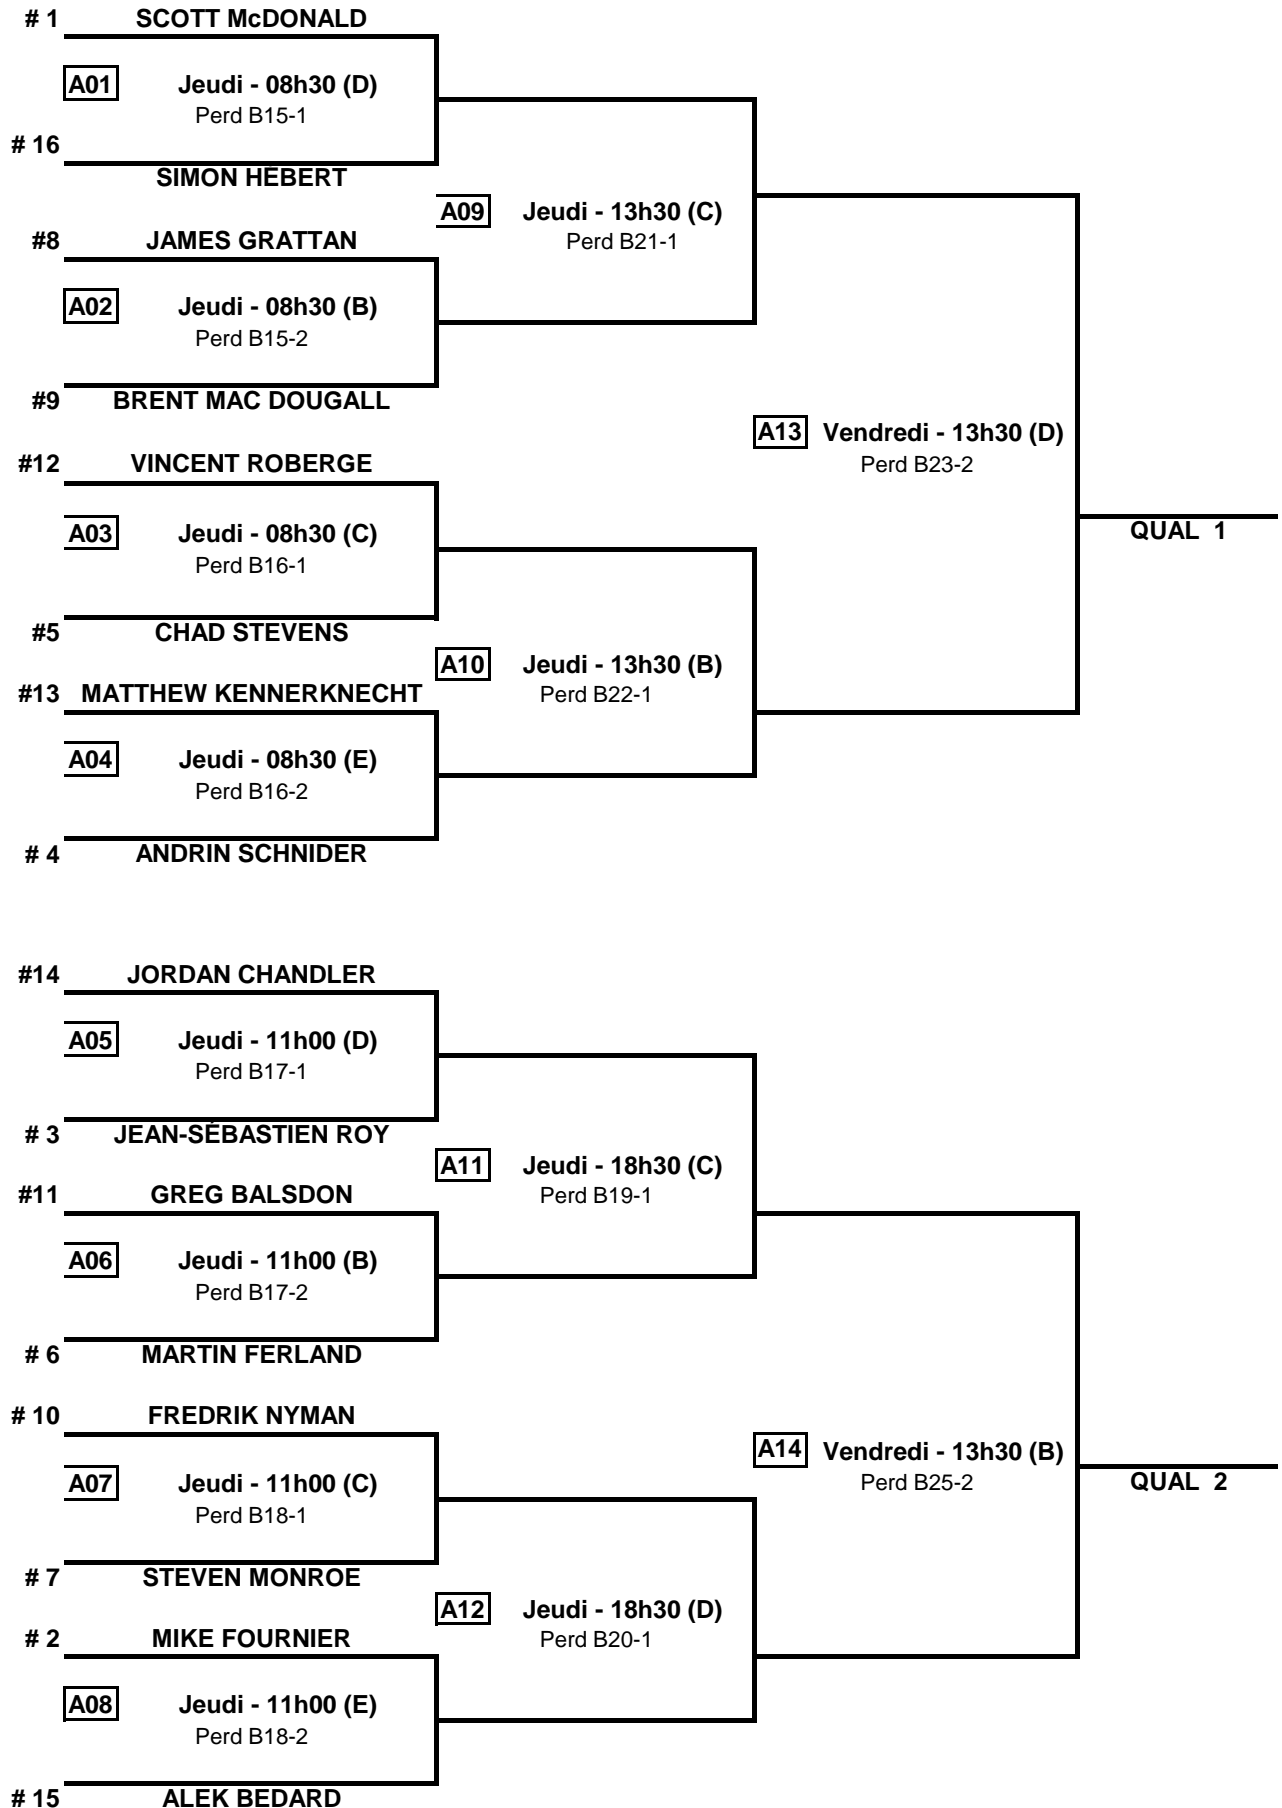 # 1 SCOTT McDONALD
A01 Jeudi - 08h30 (D)
Perd B15-1
# 16
SIMON HÉBERT
A09 Jeudi - 13h30 (C)
Perd B21-1
#8 JAMES GRATTAN
A02 Jeudi - 08h30 (B)
Perd B15-2
#9 BRENT MAC DOUGALL
A13 Vendredi - 13h30 (D)
Perd B23-2
#12 VINCENT ROBERGE
A03 Jeudi - 08h30 (C)
Perd B16-1
QUAL 1
#5 CHAD STEVENS
A10 Jeudi - 13h30 (B)
Perd B22-1
#13 MATTHEW KENNERKNECHT
A04 Jeudi - 08h30 (E)
Perd B16-2
# 4 ANDRIN SCHNIDER
#14 JORDAN CHANDLER
A05 Jeudi - 11h00 (D)
Perd B17-1
# 3 JEAN-SÉBASTIEN ROY
A11 Jeudi - 18h30 (C)
Perd B19-1
#11 GREG BALSDON
A06 Jeudi - 11h00 (B)
Perd B17-2
# 6 MARTIN FERLAND
# 10 FREDRIK NYMAN
A14 Vendredi - 13h30 (B)
Perd B25-2
A07 Jeudi - 11h00 (C)
Perd B18-1
QUAL 2
# 7 STEVEN MONROE
A12 Jeudi - 18h30 (D)
Perd B20-1
# 2 MIKE FOURNIER
A08 Jeudi - 11h00 (E)
Perd B18-2
# 15 ALEK BEDARD